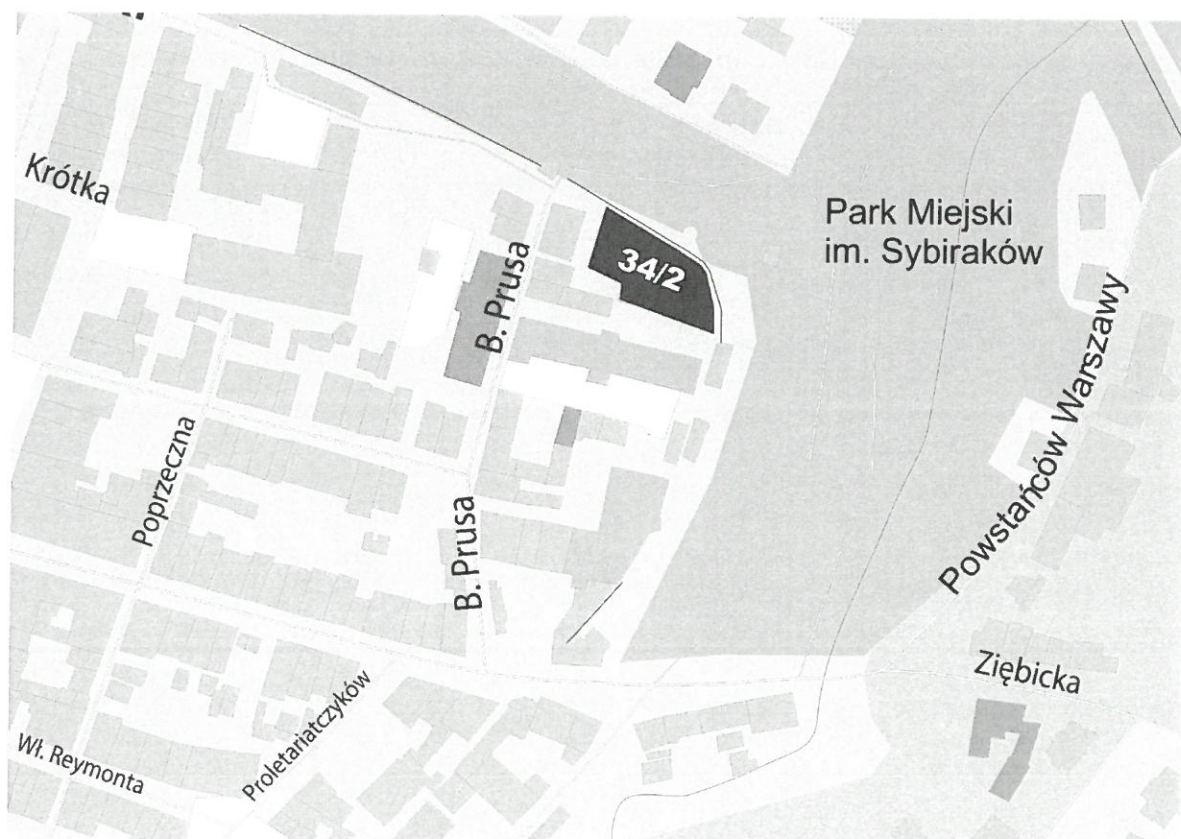 Krótka
B. Prusa
34/2
Park Miejski
im. Sybiraków
Powstańców Warszawy
Poprzeczna
B. Prusa
Ziębicka
Proletariatczyków
Wł. Reymonta